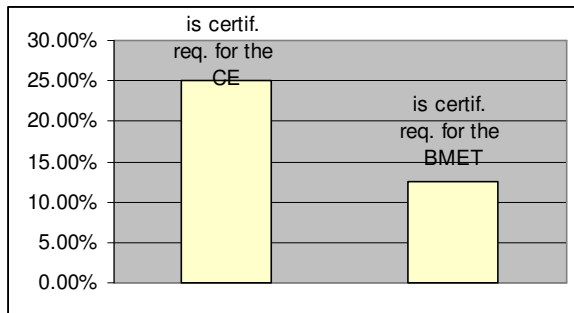 is certif.
req. for the
CE
is certif.
req. for the
BMET
30.00%
25.00%
20.00%
15.00%
10.00%
5.00%
0.00%